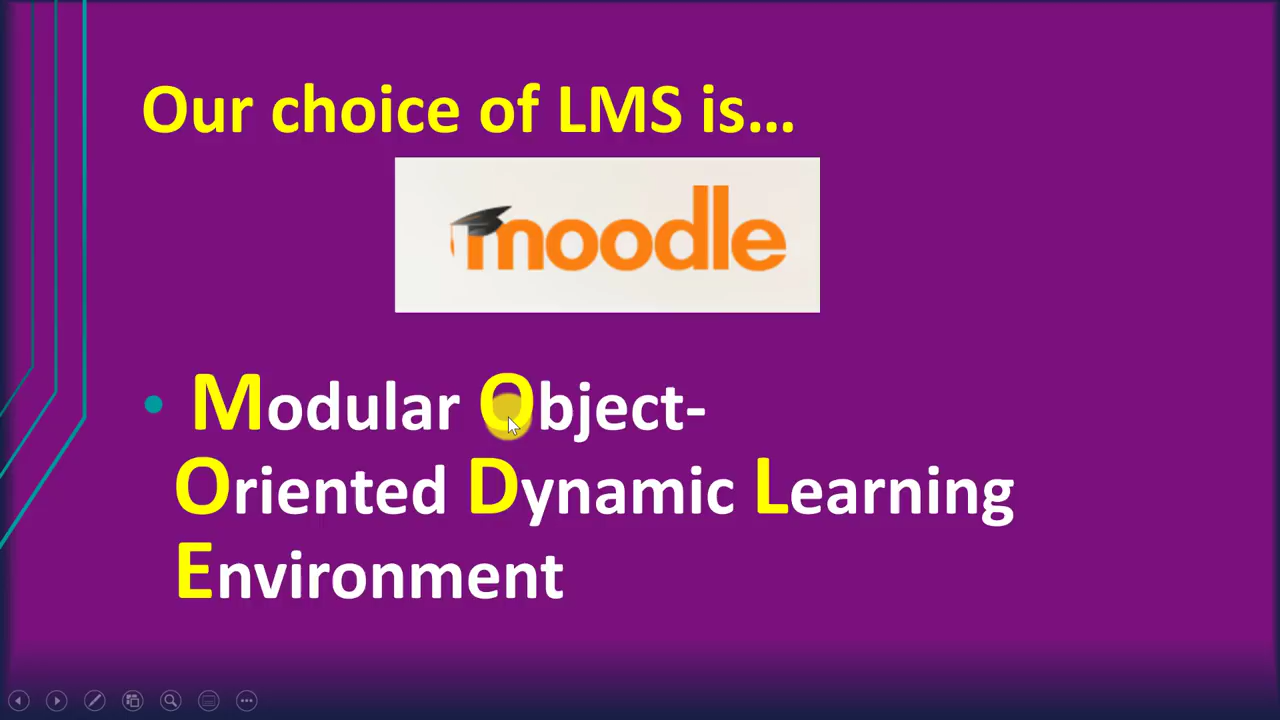 Our choice of LMS is...
moodle
• Modular Object-
Oriented Dynamic Learning
Environment